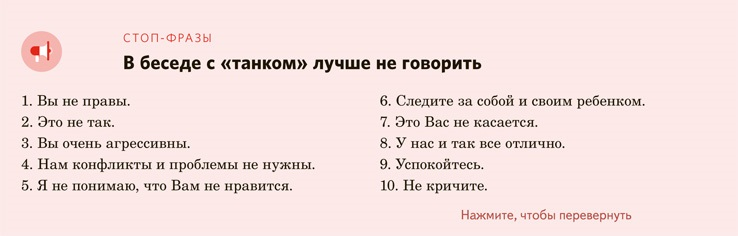 СТОП-ФРАЗЫ
В беседе с «танком» лучше не говорить
1. Вы не правы.
2. Это не так.
3. Вы очень агрессивны.
4. Нам конфликты и проблемы не нужны.
5. Я не понимаю, что Вам не нравится.
6. Следите за собой и своим ребенком.
7. Это Вас не касается.
8. У нас и так все отлично.
9. Успокойтесь.
10. Не кричите.
Нажмите, чтобы перевернуть